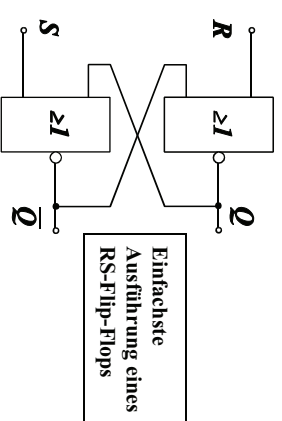 R
≥1
Q
S
≥1
Q̅
Einfachste
Ausführung eines
RS-Flip-Flops